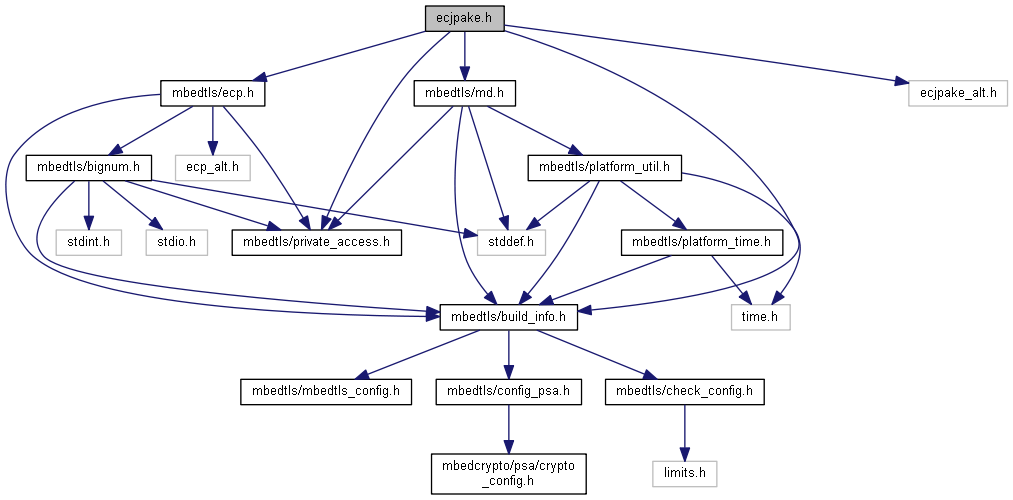 ecjpake.h
mbedtls/ecp.h
mbedtls/md.h
ecjpake_alt.h
mbedtls/bignum.h
ecp_alt.h
mbedtls/platform_util.h
stdint.h
stdio.h
mbedtls/private_access.h
stddef.h
mbedtls/platform_time.h
mbedtls/build_info.h
time.h
mbedtls/mbedtls_config.h
mbedtls/config_psa.h
mbedtls/check_config.h
mbedcrypto/psa/crypto
_config.h
limits.h